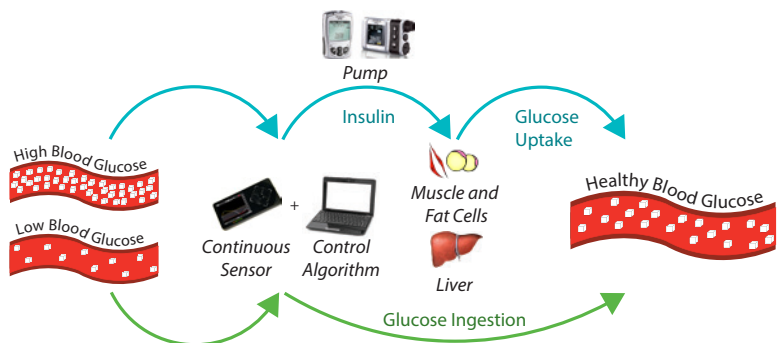 Pump
Insulin
Glucose
Uptake
High Blood Glucose
Low Blood Glucose
+
Continuous
Sensor
Control
Algorithm
Muscle and
Fat Cells
Liver
Healthy Blood Glucose
Glucose Ingestion